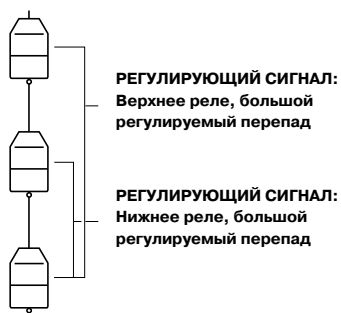 РЕГУЛИРУЮЩИЙ СИГНАЛ:
Верхнее реле, большой
регулируемый перепад
РЕГУЛИРУЮЩИЙ СИГНАЛ:
Нижнее реле, большой
регулируемый перепад